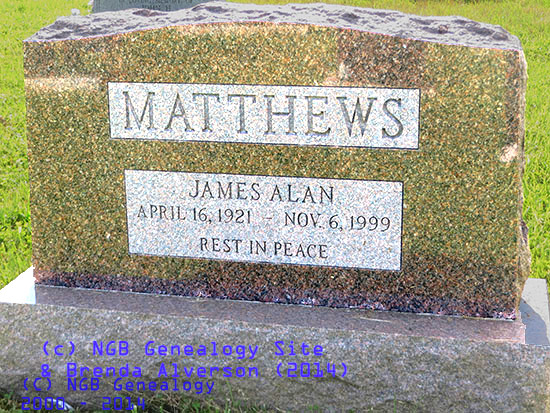 MATTHEWS
JAMES ALAN
APRIL 16, 1921 - NOV. 6, 1999
REST IN PEACE
(c) NGB Genealogy Site
& Brenda Alverson (2014)
(C) NGB Genealogy
2000 - 2014